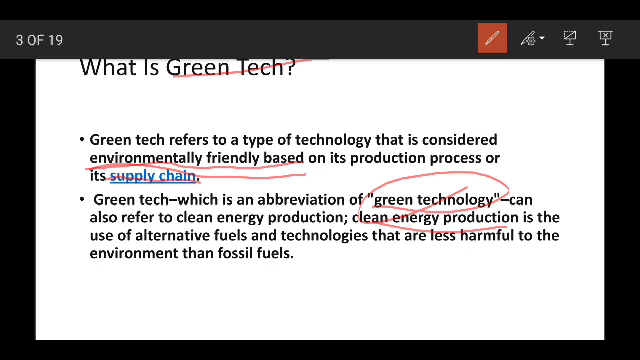 3 OF 19
What Is Green Tech?
• Green tech refers to a type of technology that is considered
environmentally friendly based on its production process or
its supply chain.
• Green tech–which is an abbreviation of "green technology"–can
also refer to clean energy production; clean energy production is the
use of alternative fuels and technologies that are less harmful to the
environment than fossil fuels.